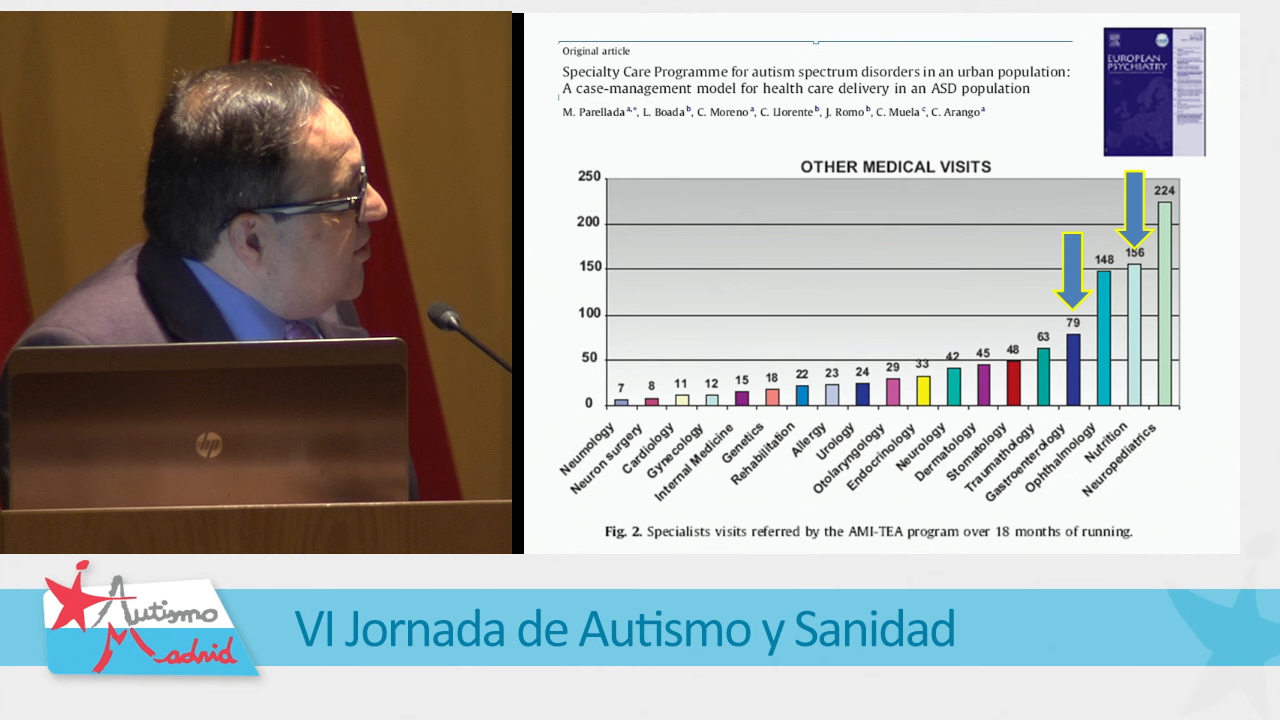 Original article
Specialty Care Programme for autism spectrum disorders in an urban population:
A case-management model for health care delivery in an ASD population
M. Parellada a,*, L. Boada b, C. Moreno a, C. Llorente b, J. Romo b, C. Muela c, C. Arango a
EUROPEAN
PSYCHIATRY
OTHER MEDICAL VISITS
250
200
150
100
50
0
7
8
11
12
15
18
22
23
24
29
33
42
45
48
63
79
148
156
224
Neumology
Neuron surgery
Cardiology
Gynecology
Internal Medicine
Genetics
Rehabilitation
Allergy
Urology
Otolaryngology
Endocrinology
Neurology
Dermatology
Stomatology
Traumathology
Gastroenterology
Ophthalmology
Nutrition
Neuropediatrics
Fig. 2. Specialists visits referred by the AMI-TEA program over 18 months of running.
hp
Autismo
Madrid
VI Jornada de Autismo y Sanidad